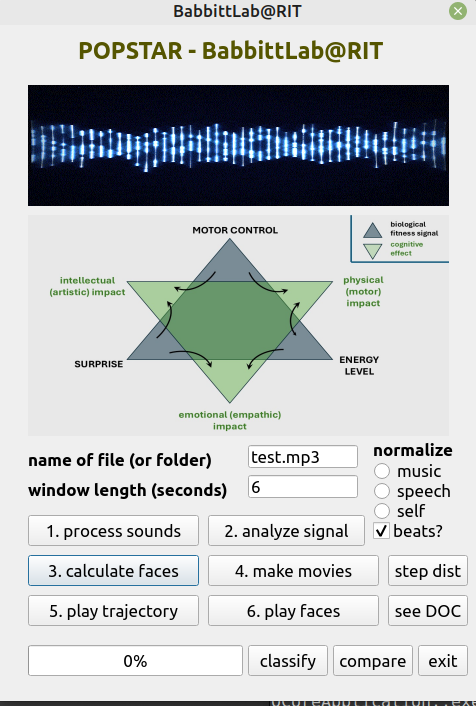 BabbittLab@RIT
POPSTAR - BabbittLab@RIT
MOTOR CONTROL
biological
fitness signal
cognitive
effect
intellectual
(artistic) impact
physical
(motor)
impact
SURPRISE
ENERGY
LEVEL
emotional (empathic)
impact
name of file (or folder)
test.mp3
window length (seconds)
6
normalize
music
speech
self
beats?
1. process sounds
2. analyze signal
3. calculate faces
4. make movies
step dist
5. play trajectory
6. play faces
see DOC
0%
classify
compare
exit